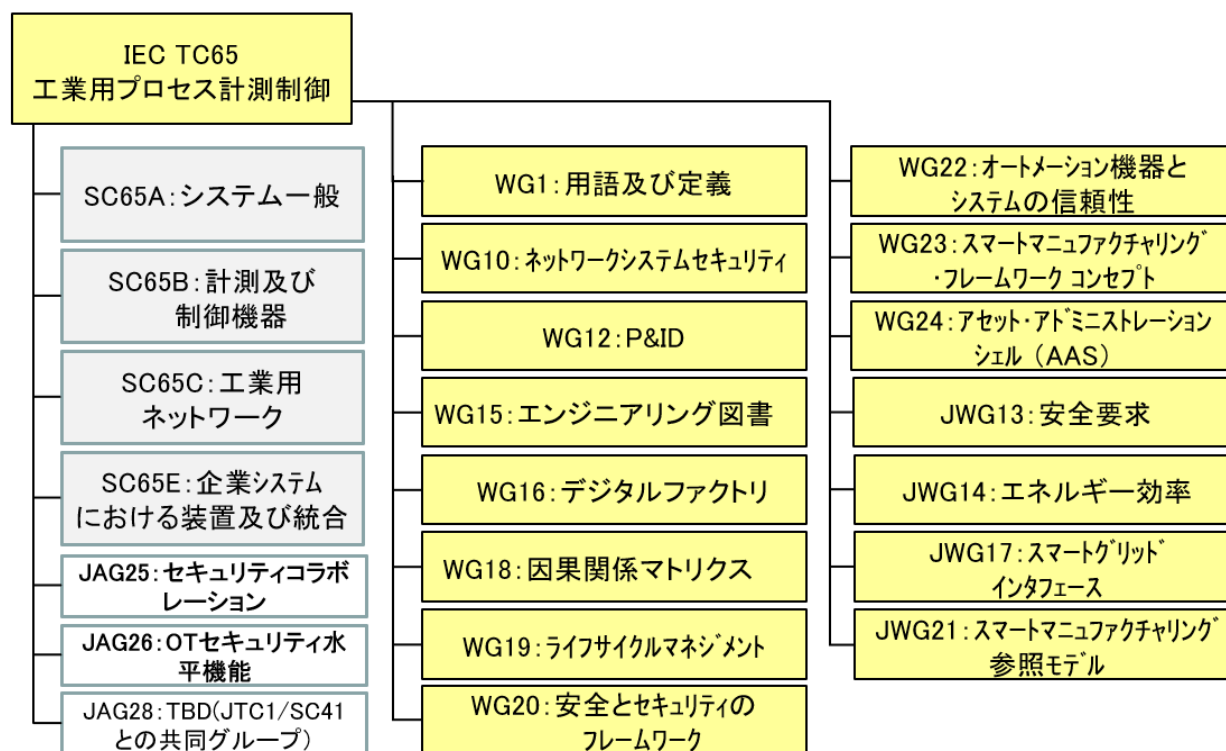 IEC TC65
工業用プロセス計測制御
SC65A：システム一般
SC65B：計測及び
制御機器
SC65C：工業用
ネットワーク
SC65E：企業システム
における装置及び統合
JAG25：セキュリティコラボ
レーション
JAG26：OTセキュリティ水
平機能
JAG28：TBD(JTC1/SC41
との共同グループ)
WG1：用語及び定義
WG10：ネットワークシステムセキュリティ
WG12：P&ID
WG15：エンジニアリング図書
WG16：デジタルファクトリ
WG18：因果関係マトリクス
WG19：ライフサイクルマネジメント
WG20：安全とセキュリティの
フレームワーク
WG22：オートメーション機器と
システムの信頼性
WG23：スマートマニュファクチャリング
・フレームワーク コンセプト
WG24：アセット・アドミニストレーション
シェル（AAS）
JWG13：安全要求
JWG14：エネルギー効率
JWG17：スマートグリッド
インタフェース
JWG21：スマートマニュファクチャリング
参照モデル